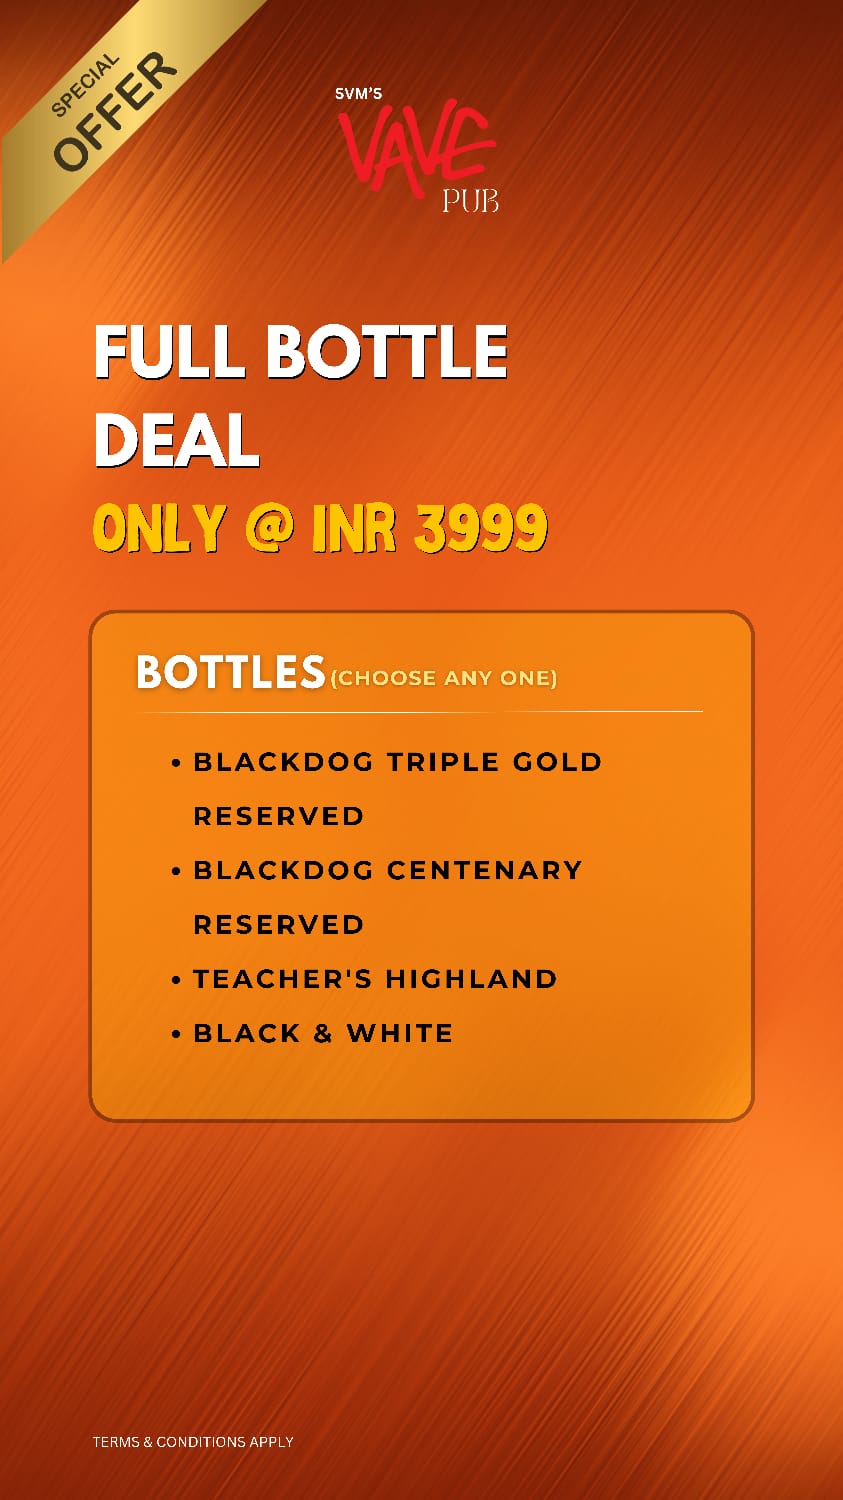 SPECIAL
OFFER
SVM'S
VAVE
PUB
FULL BOTTLE
DEAL
ONLY @ INR 3999
BOTTLES (CHOOSE ANY ONE)
• BLACKDOG TRIPLE GOLD
RESERVED
• BLACKDOG CENTENARY
RESERVED
• TEACHER'S HIGHLAND
• BLACK & WHITE
TERMS & CONDITIONS APPLY